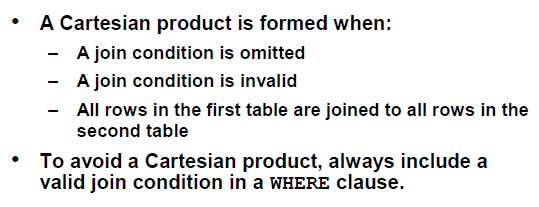 • A Cartesian product is formed when:
– A join condition is omitted
– A join condition is invalid
– All rows in the first table are joined to all rows in the
second table
• To avoid a Cartesian product, always include a
valid join condition in a WHERE clause.